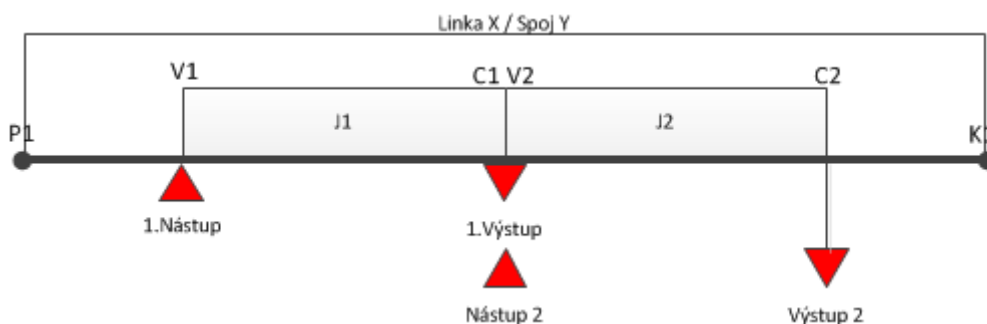 Linka X / Spoj Y
V1
C1 V2
C2
J1
J2
P1
1.Nástup
1.Výstup
Nástup 2
Výstup 2